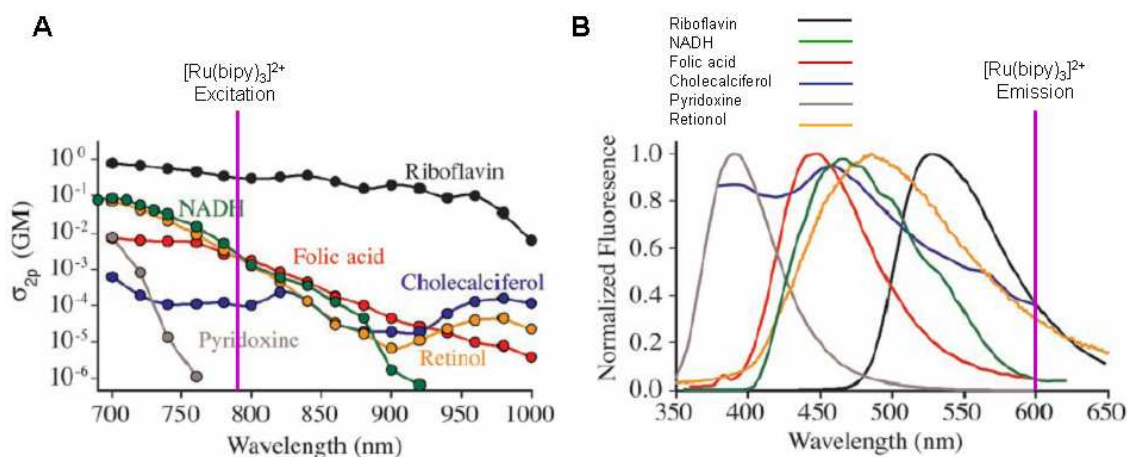 A
[Ru(bipy)₃]²⁺
Excitation
10⁰
10⁻¹
10⁻²
10⁻³
10⁻⁴
10⁻⁵
10⁻⁶
σ₂ₚ (GM)
Riboflavin
NADH
Folic acid
Cholecalciferol
Pyridoxine
Retinol
700 750 800 850 900 950 1000
Wavelength (nm)
B
Riboflavin
NADH
Folic acid
Cholecalciferol
Pyridoxine
Retionol
[Ru(bipy)₃]²⁺
Emission
1.0
0.8
0.6
0.4
0.2
0.0
Normalized Fluoresence
350 400 450 500 550 600 650
Wavelength (nm)